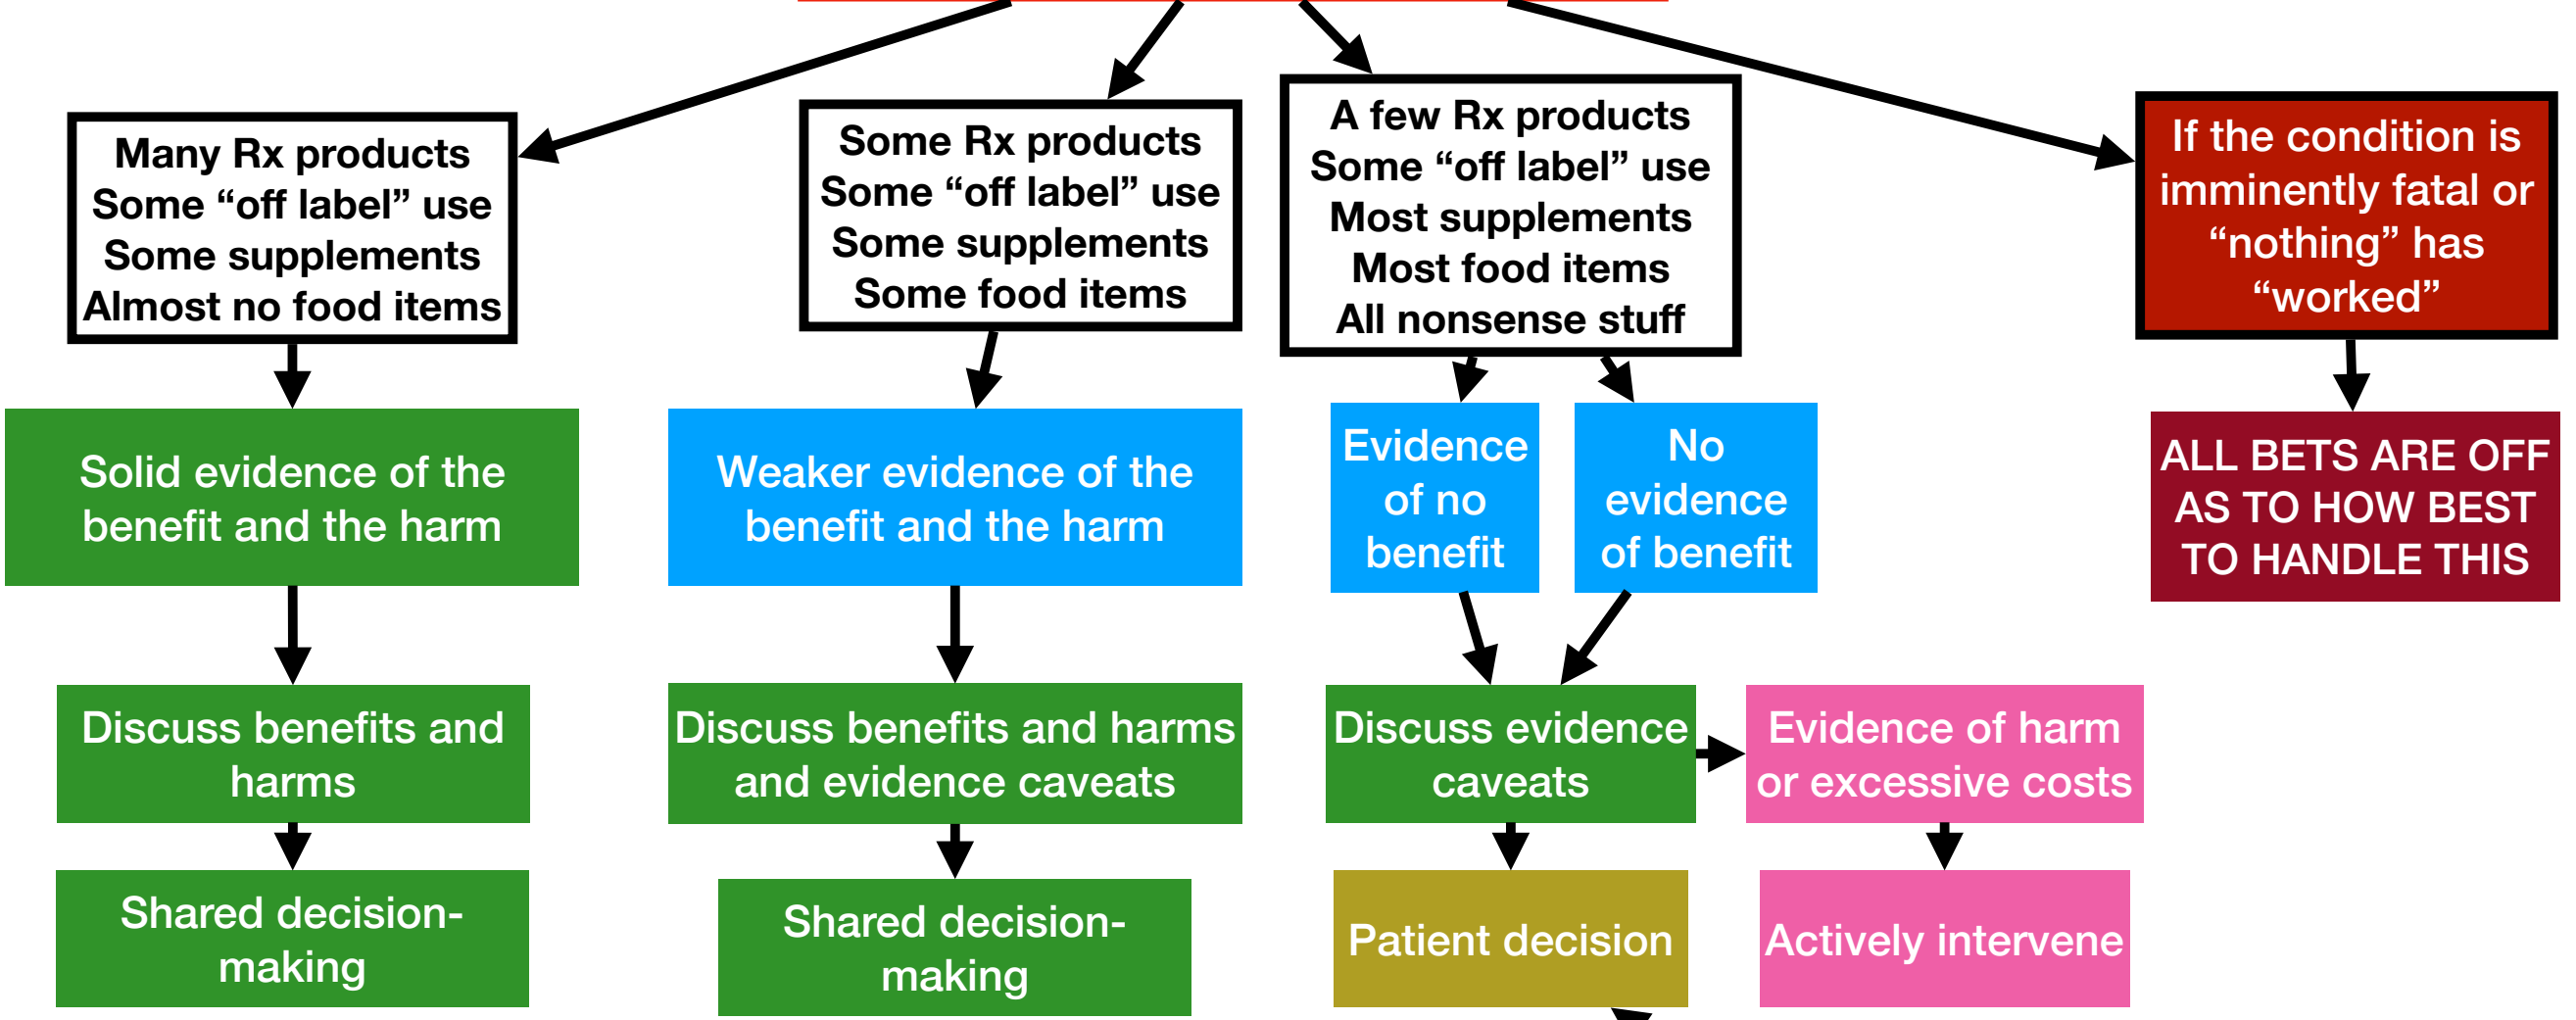 Many Rx products
Some “off label” use
Some supplements
Almost no food items
Some Rx products
Some “off label” use
Some supplements
Some food items
A few Rx products
Some “off label” use
Most supplements
Most food items
All nonsense stuff
If the condition is
imminently fatal or
“nothing” has
“worked”
Solid evidence of the
benefit and the harm
Weaker evidence of the
benefit and the harm
Evidence
of no
benefit
No
evidence
of benefit
ALL BETS ARE OFF
AS TO HOW BEST
TO HANDLE THIS
Discuss benefits and
harms
Discuss benefits and harms
and evidence caveats
Discuss evidence
caveats
Evidence of harm
or excessive costs
Shared decision-
making
Shared decision-
making
Patient decision
Actively intervene